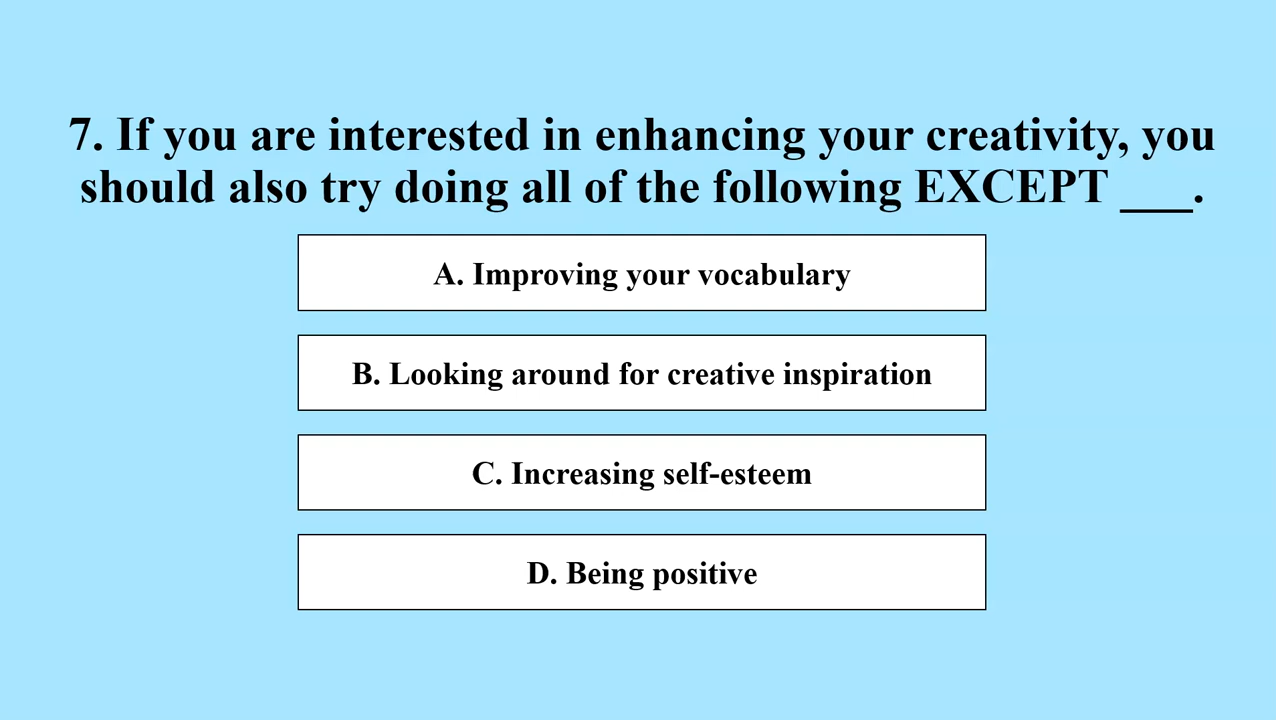 7. If you are interested in enhancing your creativity, you
should also try doing all of the following EXCEPT ___.
A. Improving your vocabulary
B. Looking around for creative inspiration
C. Increasing self-esteem
D. Being positive